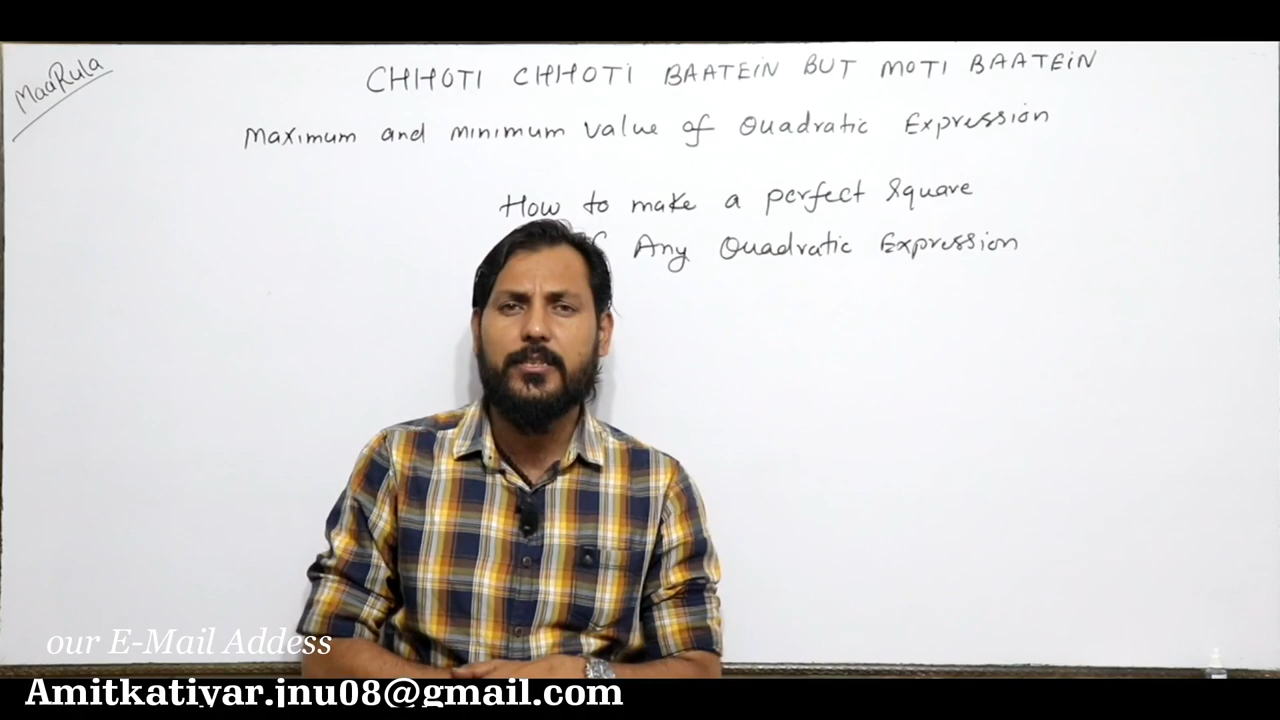 MaaRula
CHHOTI CHHOTI BAATEIN BUT MOTI BAATEIN
Maximum and minimum value of Quadratic Expression
How to make a perfect Square
Any Quadratic Expression
our E-Mail Addess
Amitkatiyar.jnu08@gmail.com